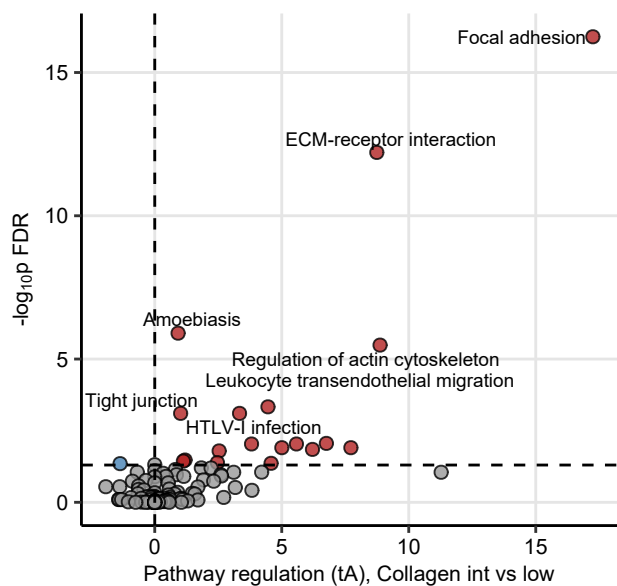 Focal adhesion
15
ECM-receptor interaction
10
-log₁₀p FDR
Amoebiasis
5
Regulation of actin cytoskeleton
Leukocyte transendothelial migration
Tight junction
HTLV-I infection
0
0 5 10 15
Pathway regulation (tA), Collagen int vs low